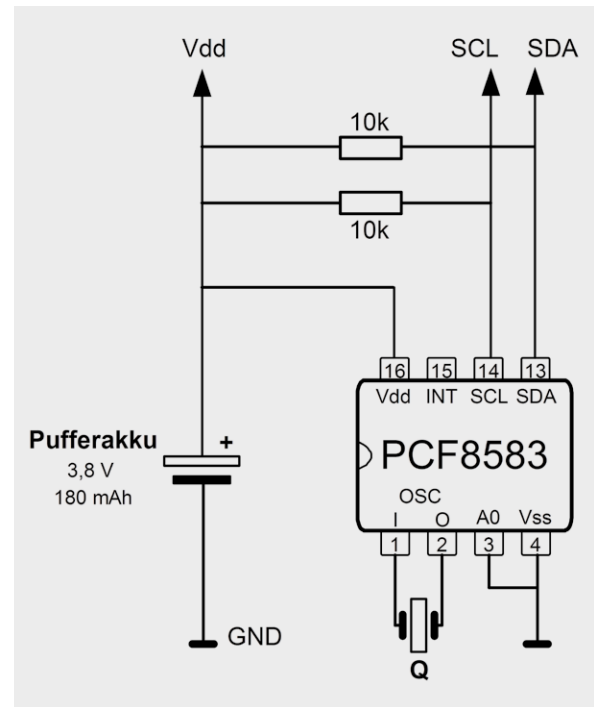 Vdd SCL SDA
10k
10k
16 15 14 13
Vdd INT SCL SDA
Pufferakku +
3,8 V
180 mAh
PCF8583
OSC
I O A0 Vss
1 2 3 4
GND
Q